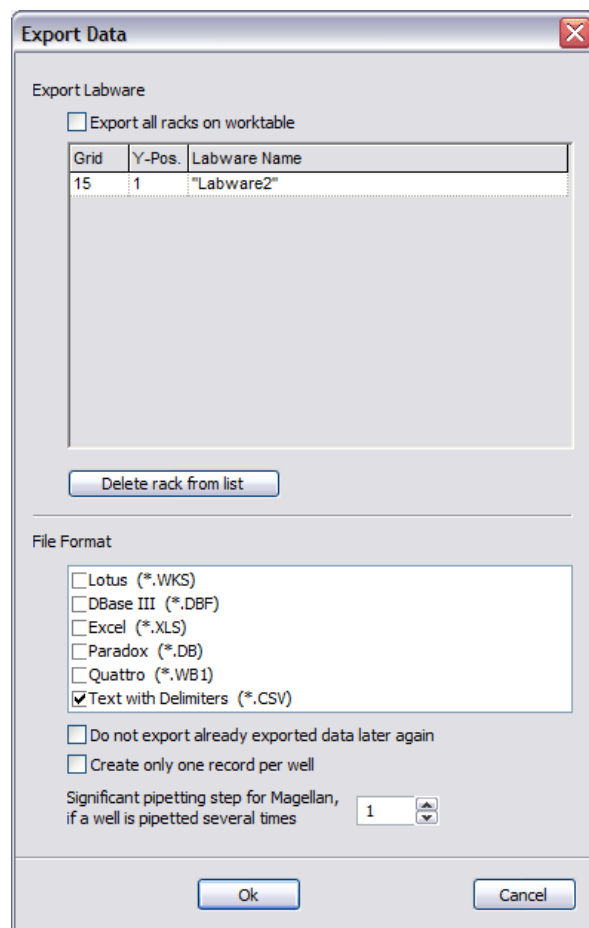 Export Data
Export Labware
Export all racks on worktable
Grid Y-Pos. Labware Name
15 1 "Labware2"
Delete rack from list
File Format
Lotus (*.WKS)
DBase III (*.DBF)
Excel (*.XLS)
Paradox (*.DB)
Quattro (*.WB1)
Text with Delimiters (*.CSV)
Do not export already exported data later again
Create only one record per well
Significant pipetting step for Magellan,
if a well is pipetted several times 1
Ok Cancel